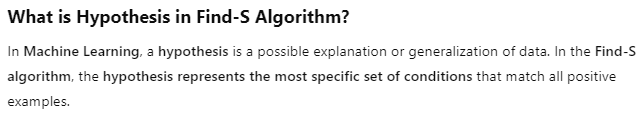 What is Hypothesis in Find-S Algorithm?
In Machine Learning, a hypothesis is a possible explanation or generalization of data. In the Find-S
algorithm, the hypothesis represents the most specific set of conditions that match all positive
examples.